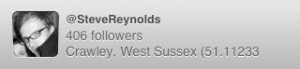 @SteveReynolds
406 followers
Crawley, West Sussex (51.11233